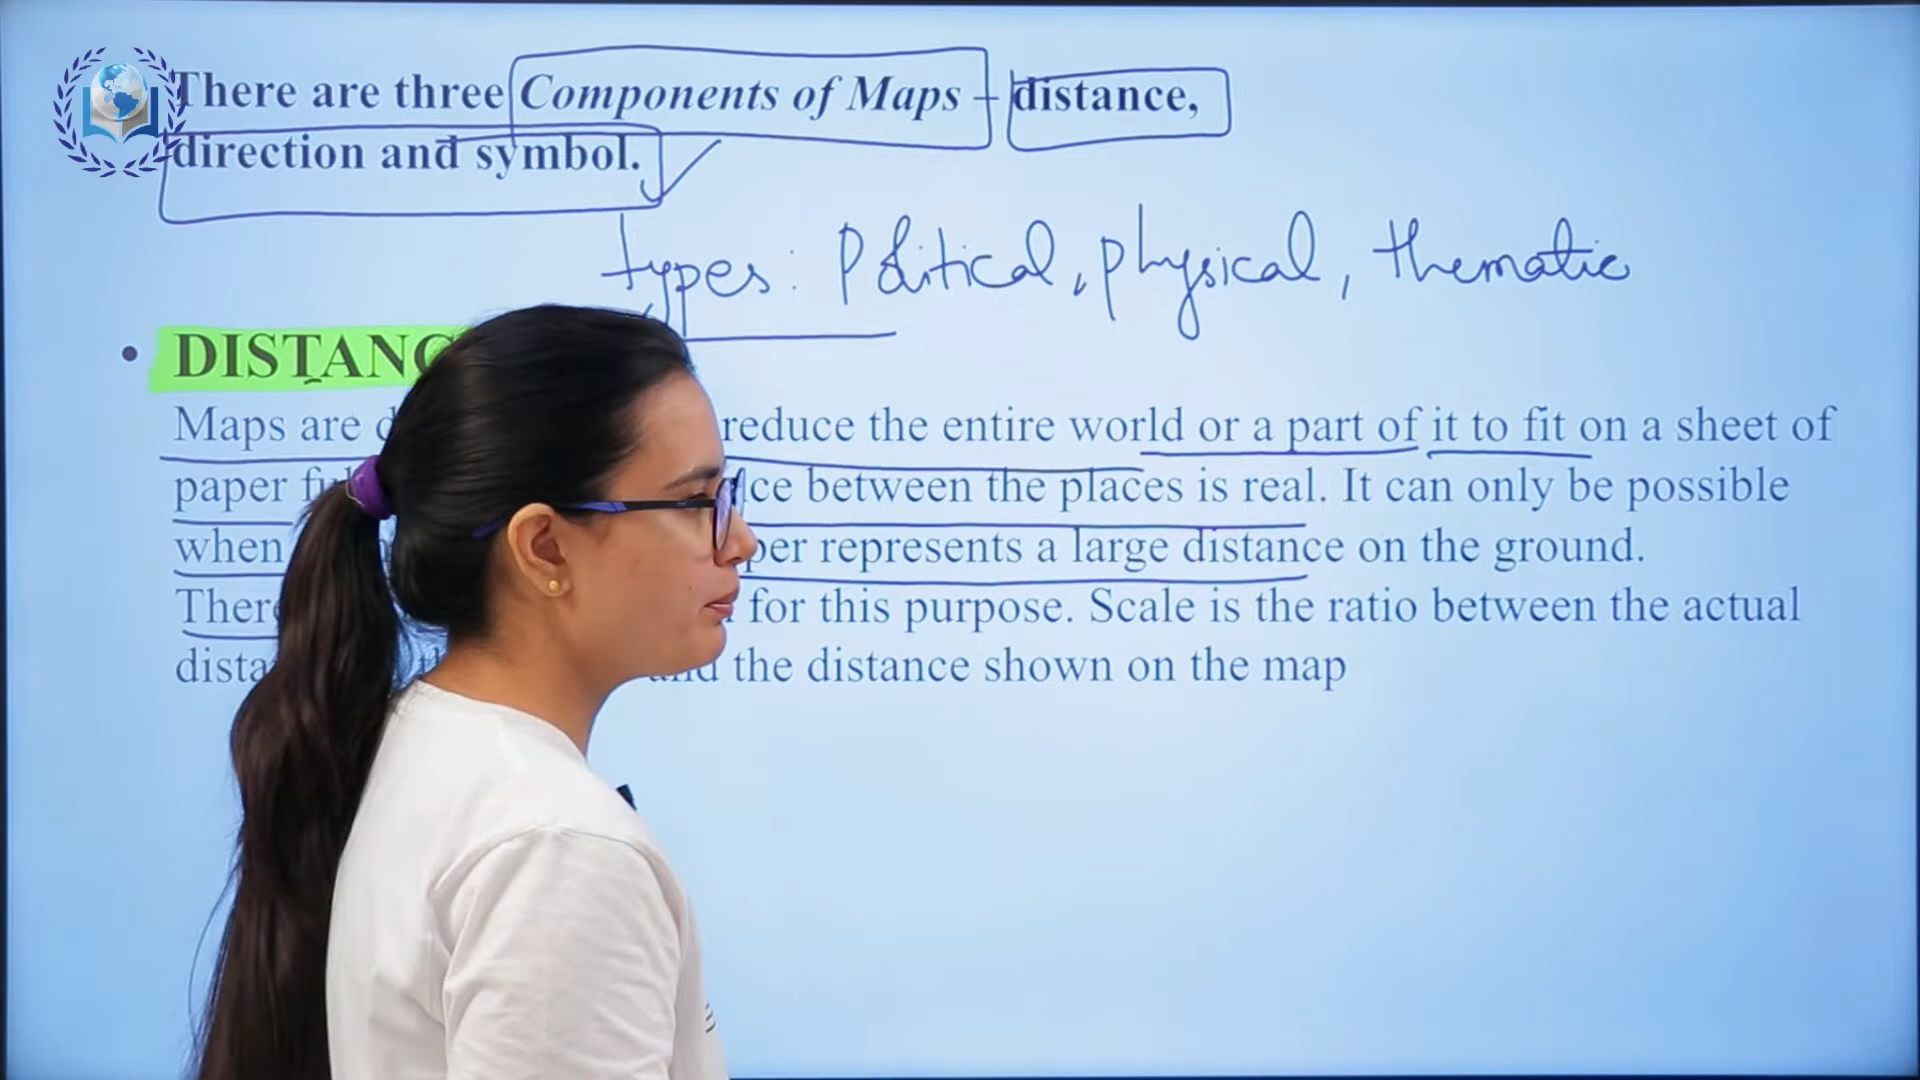 There are three Components of Maps – distance,
direction and symbol.
types: Political, physical, thematic
• DISTANC
Maps are reduce the entire world or a part of it to fit on a sheet of
paper between the places is real. It can only be possible
when represents a large distance on the ground.
for this purpose. Scale is the ratio between the actual
the distance shown on the map